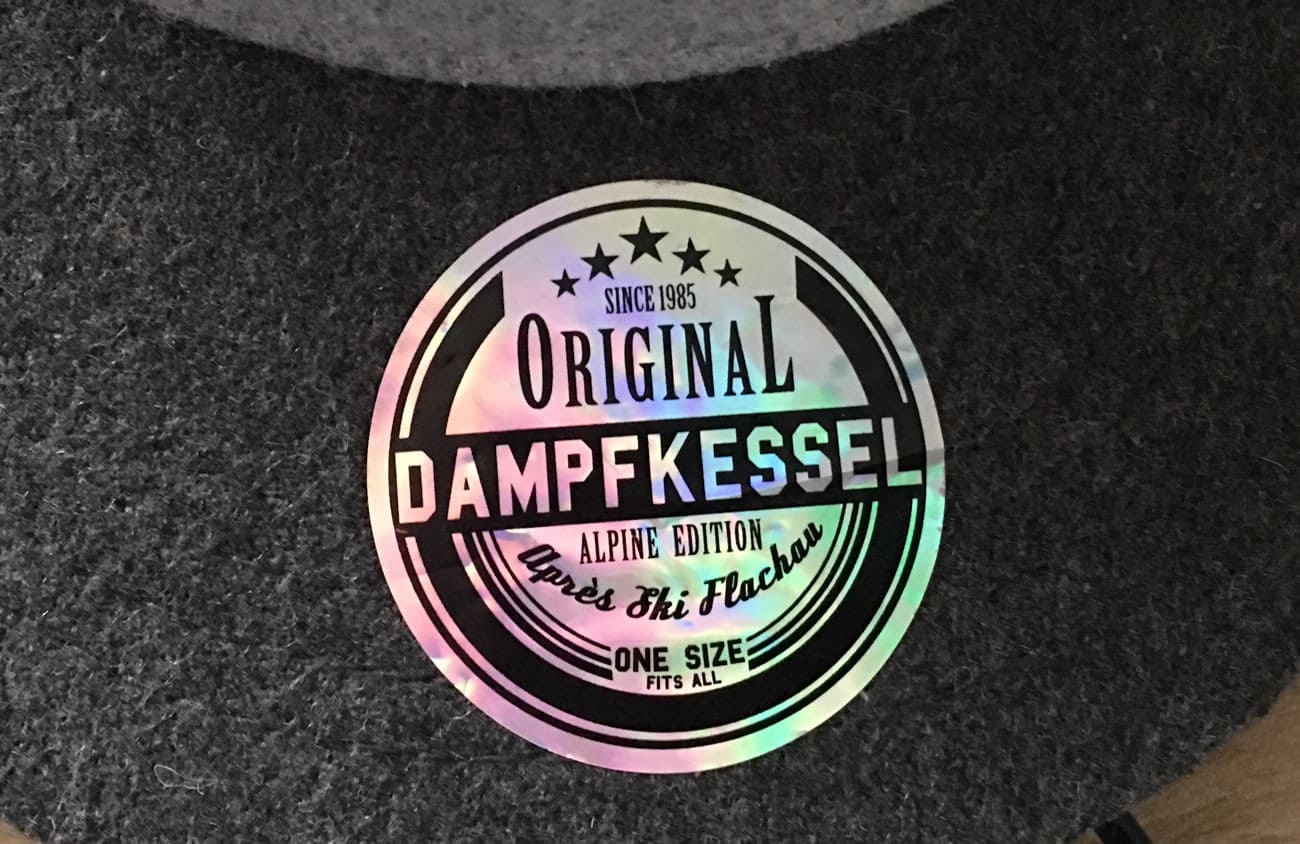 SINCE 1985
ORIGINAL
DAMPFKESSEL
ALPINE EDITION
Après Ski Flachau
ONE SIZE
FITS ALL